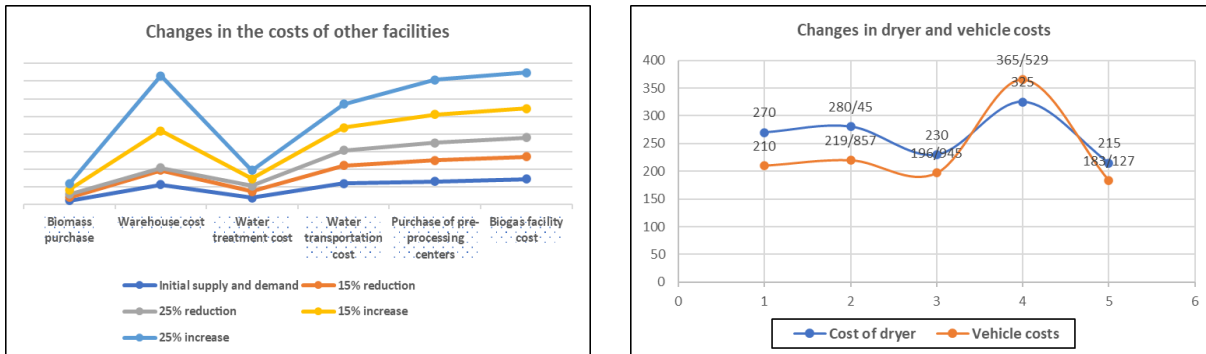 Changes in the costs of other facilities
Biomass
purchase
Warehouse cost
Water
treatment cost
Water
transportation
cost
Purchase of pre-
processing
centers
Biogas facility
cost
Initial supply and demand
15% reduction
25% reduction
15% increase
25% increase
Changes in dryer and vehicle costs
400
350
300
250
200
150
100
50
0
270
280/45
230
325
215
210
219/857
196/945
365/529
183/127
0 1 2 3 4 5 6
Cost of dryer
Vehicle costs